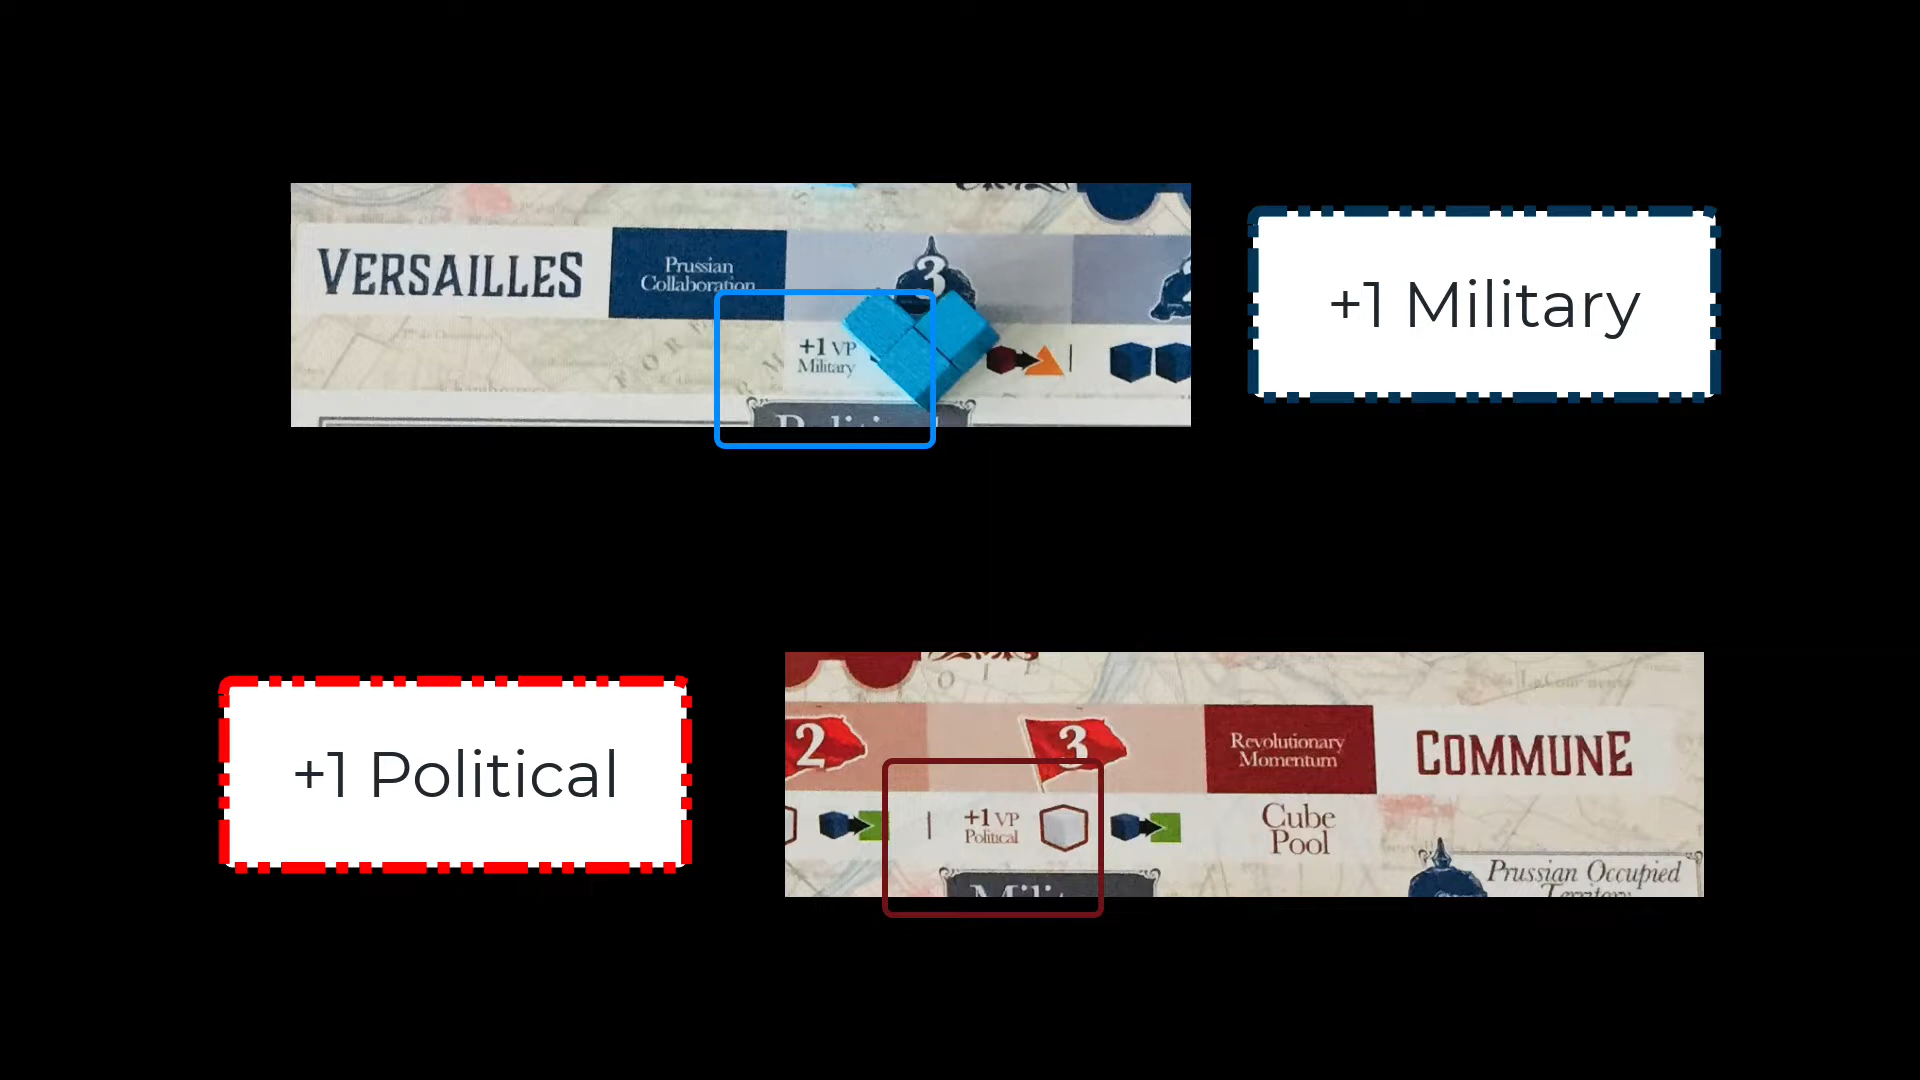 VERSAILLES
Prussian
Collaboration
3
+1 VP
Military
+1 Military
+1 Political
2
3
Revolutionary
Momentum
COMMUNE
+1 VP
Political
Cube
Pool
Prussian Occupied
Territory